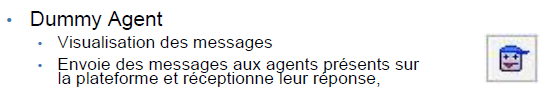 • Dummy Agent
• Visualisation des messages
• Envoie des messages aux agents présents sur
la plateforme et réceptionne leur réponse,